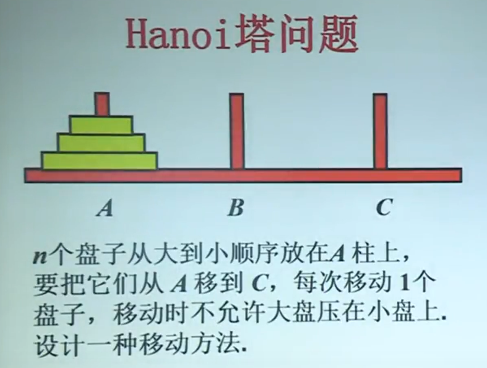 Hanoi塔问题
A B C
n个盘子从大到小顺序放在A 柱上，
要把它们从 A 移到 C，每次移动 1个
盘子，移动时不允许大盘压在小盘上.
设计一种移动方法.